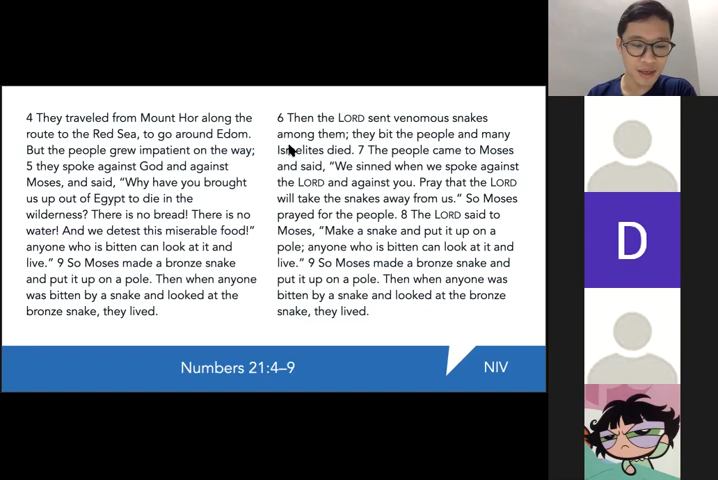 4 They traveled from Mount Hor along the
route to the Red Sea, to go around Edom.
But the people grew impatient on the way;
5 they spoke against God and against
Moses, and said, “Why have you brought
us up out of Egypt to die in the
wilderness? There is no bread! There is no
water! And we detest this miserable food!”
anyone who is bitten can look at it and
live.” 9 So Moses made a bronze snake
and put it up on a pole. Then when anyone
was bitten by a snake and looked at the
bronze snake, they lived.
6 Then the LORD sent venomous snakes
among them; they bit the people and many
Israelites died. 7 The people came to Moses
and said, “We sinned when we spoke against
the LORD and against you. Pray that the LORD
will take the snakes away from us.” So Moses
prayed for the people. 8 The LORD said to
Moses, “Make a snake and put it up on a
pole; anyone who is bitten can look at it and
live.” 9 So Moses made a bronze snake
and put it up on a pole. Then when anyone
was bitten by a snake and looked at the bronze
snake, they lived.
Numbers 21:4–9
NIV
D